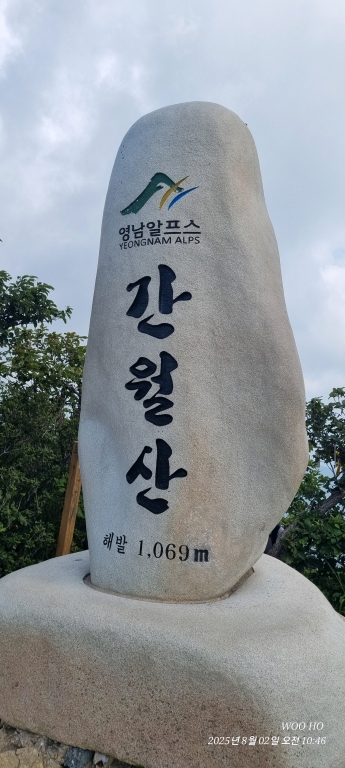 영남알프스
YEONGNAM ALPS
간월산
해발 1,069m
WOO HO
2025년 8월 02일 오전 10:46